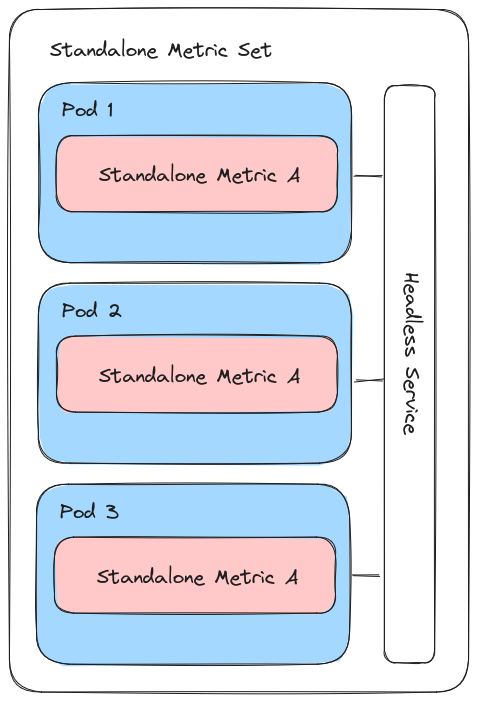 Standalone Metric Set
Pod 1
Standalone Metric A
Pod 2
Standalone Metric A
Pod 3
Standalone Metric A
Headless Service